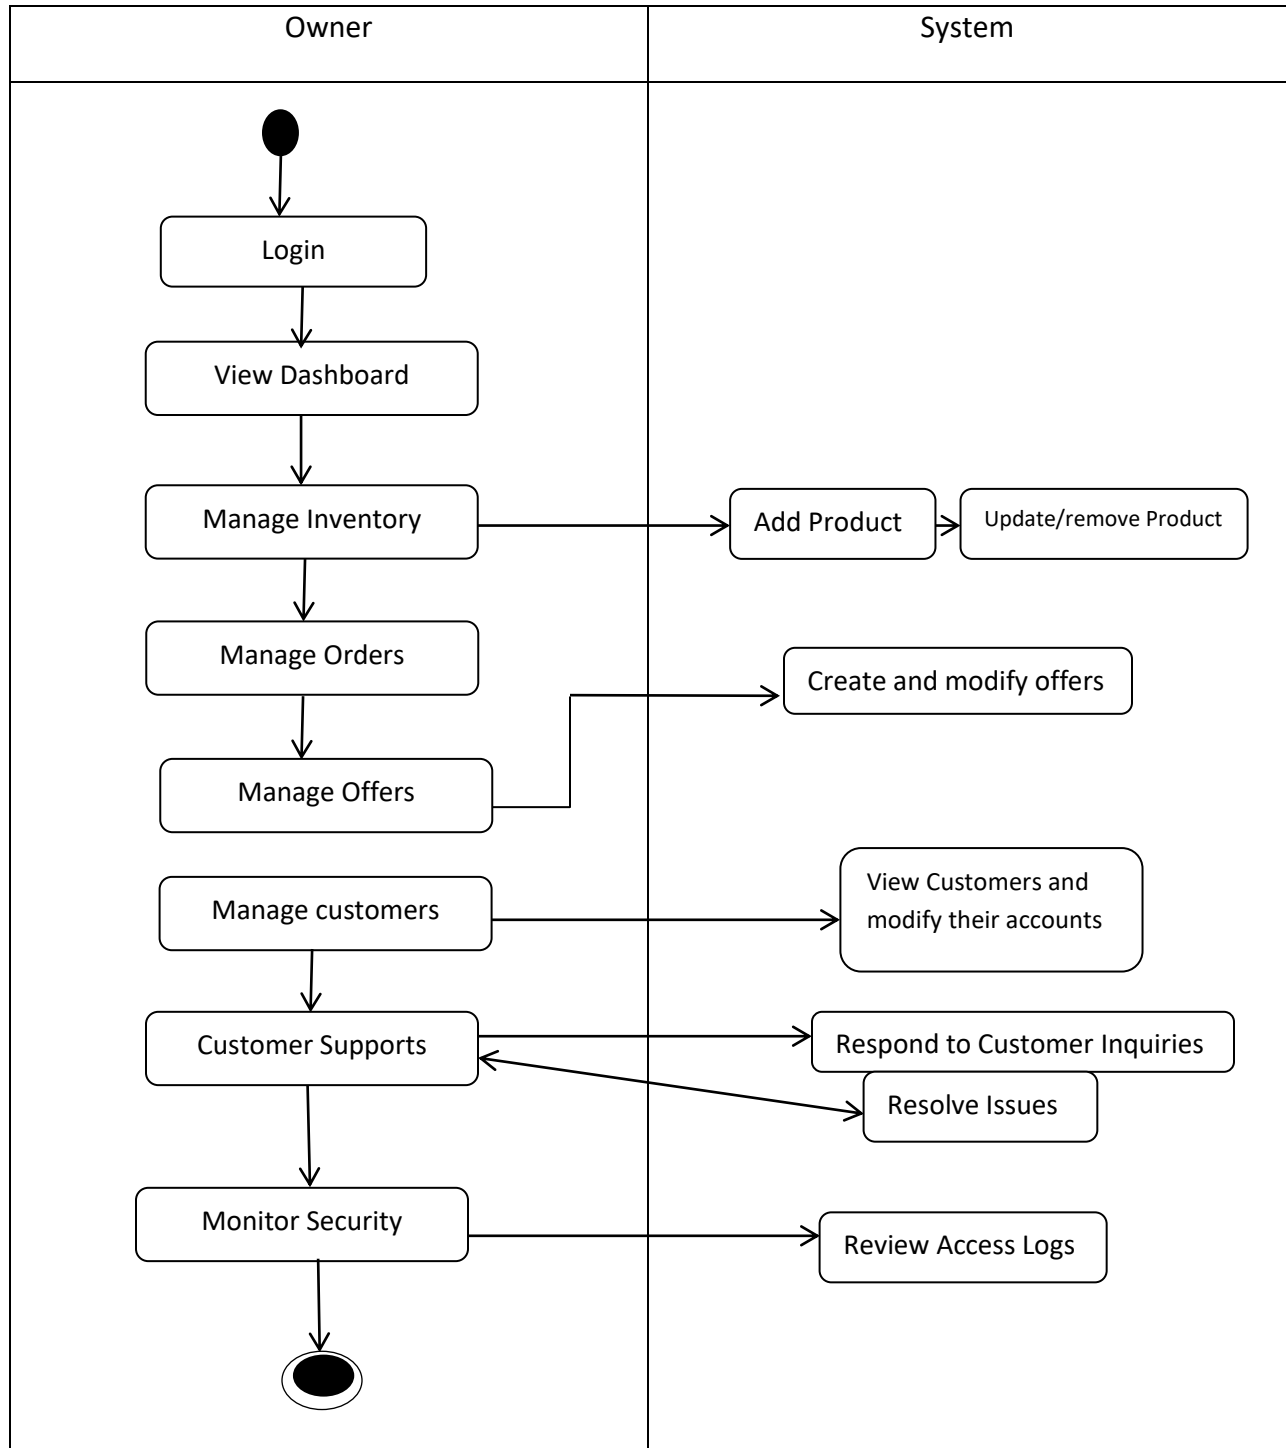 Owner
System
Login
View Dashboard
Manage Inventory
Add Product
Update/remove Product
Manage Orders
Create and modify offers
Manage Offers
Manage customers
View Customers and
modify their accounts
Customer Supports
Respond to Customer Inquiries
Resolve Issues
Monitor Security
Review Access Logs